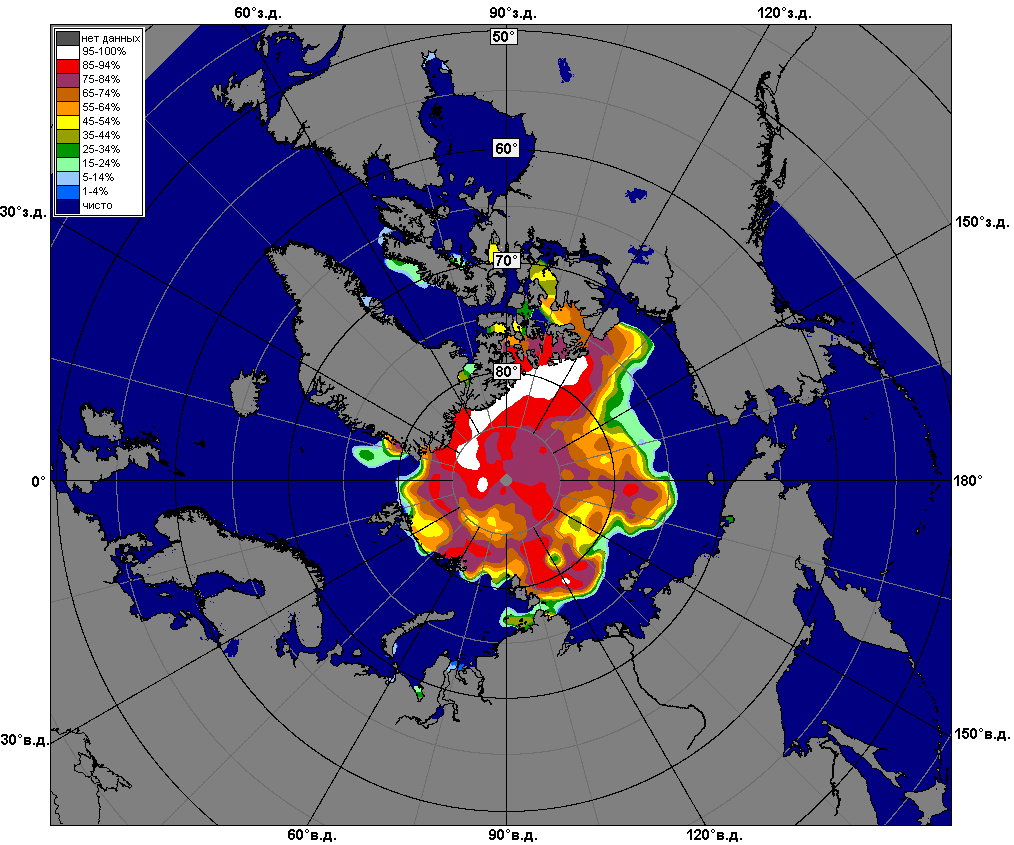 60°з.д.
90°з.д.
120°з.д.
нет данных
95-100%
85-94%
75-84%
65-74%
55-64%
45-54%
35-44%
25-34%
15-24%
5-14%
1-4%
чисто
50°
60°
30°з.д.
150°з.д.
70°
80°
0°
180°
30°в.д.
150°в.д.
60°в.д.
90°в.д.
120°в.д.